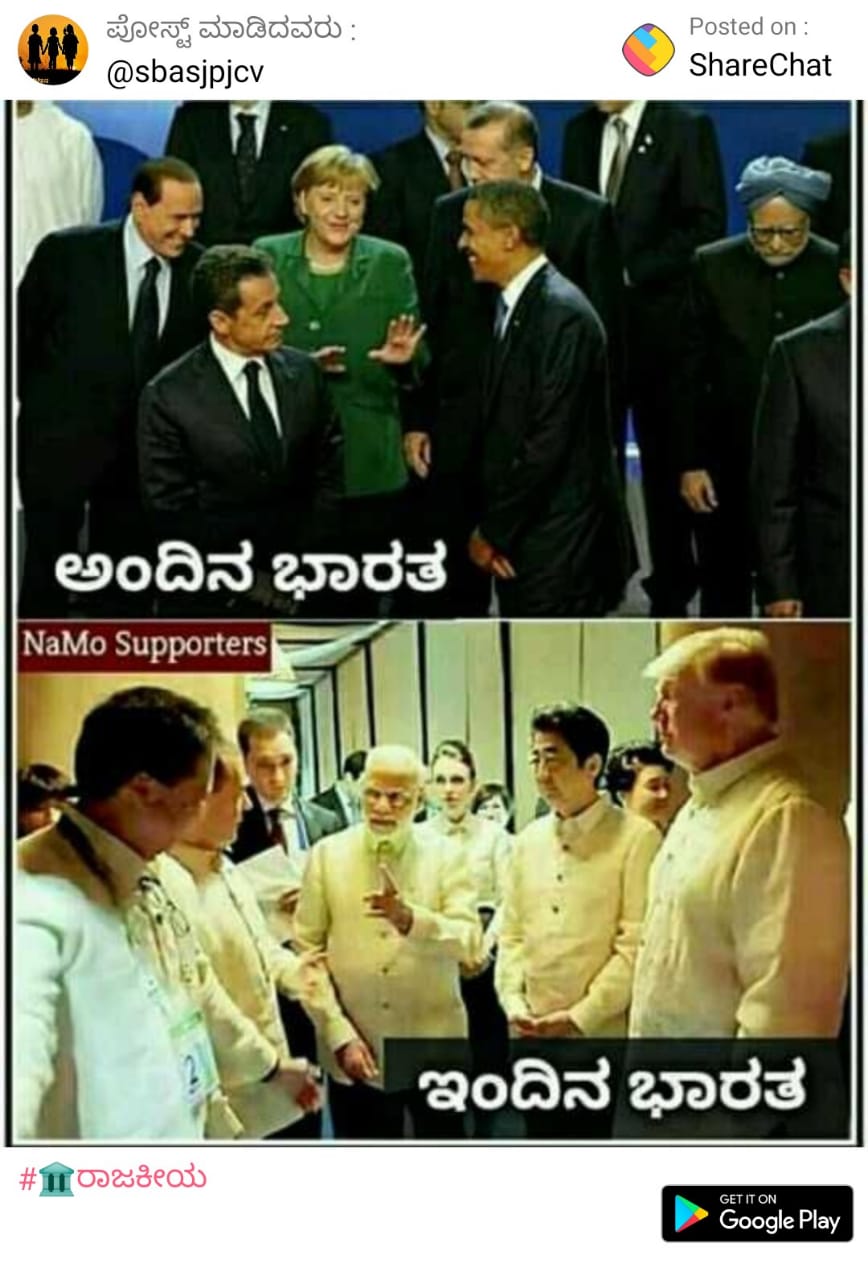 ಪೋಸ್ಟ್ ಮಾಡಿದವರು :
@sbasjpjcv
Posted on :
ShareChat
ಅಂದಿನ ಭಾರತ
NaMo Supporters
ಇಂದಿನ ಭಾರತ
#🏛️ರಾಜಕೀಯ
GET IT ON
Google Play